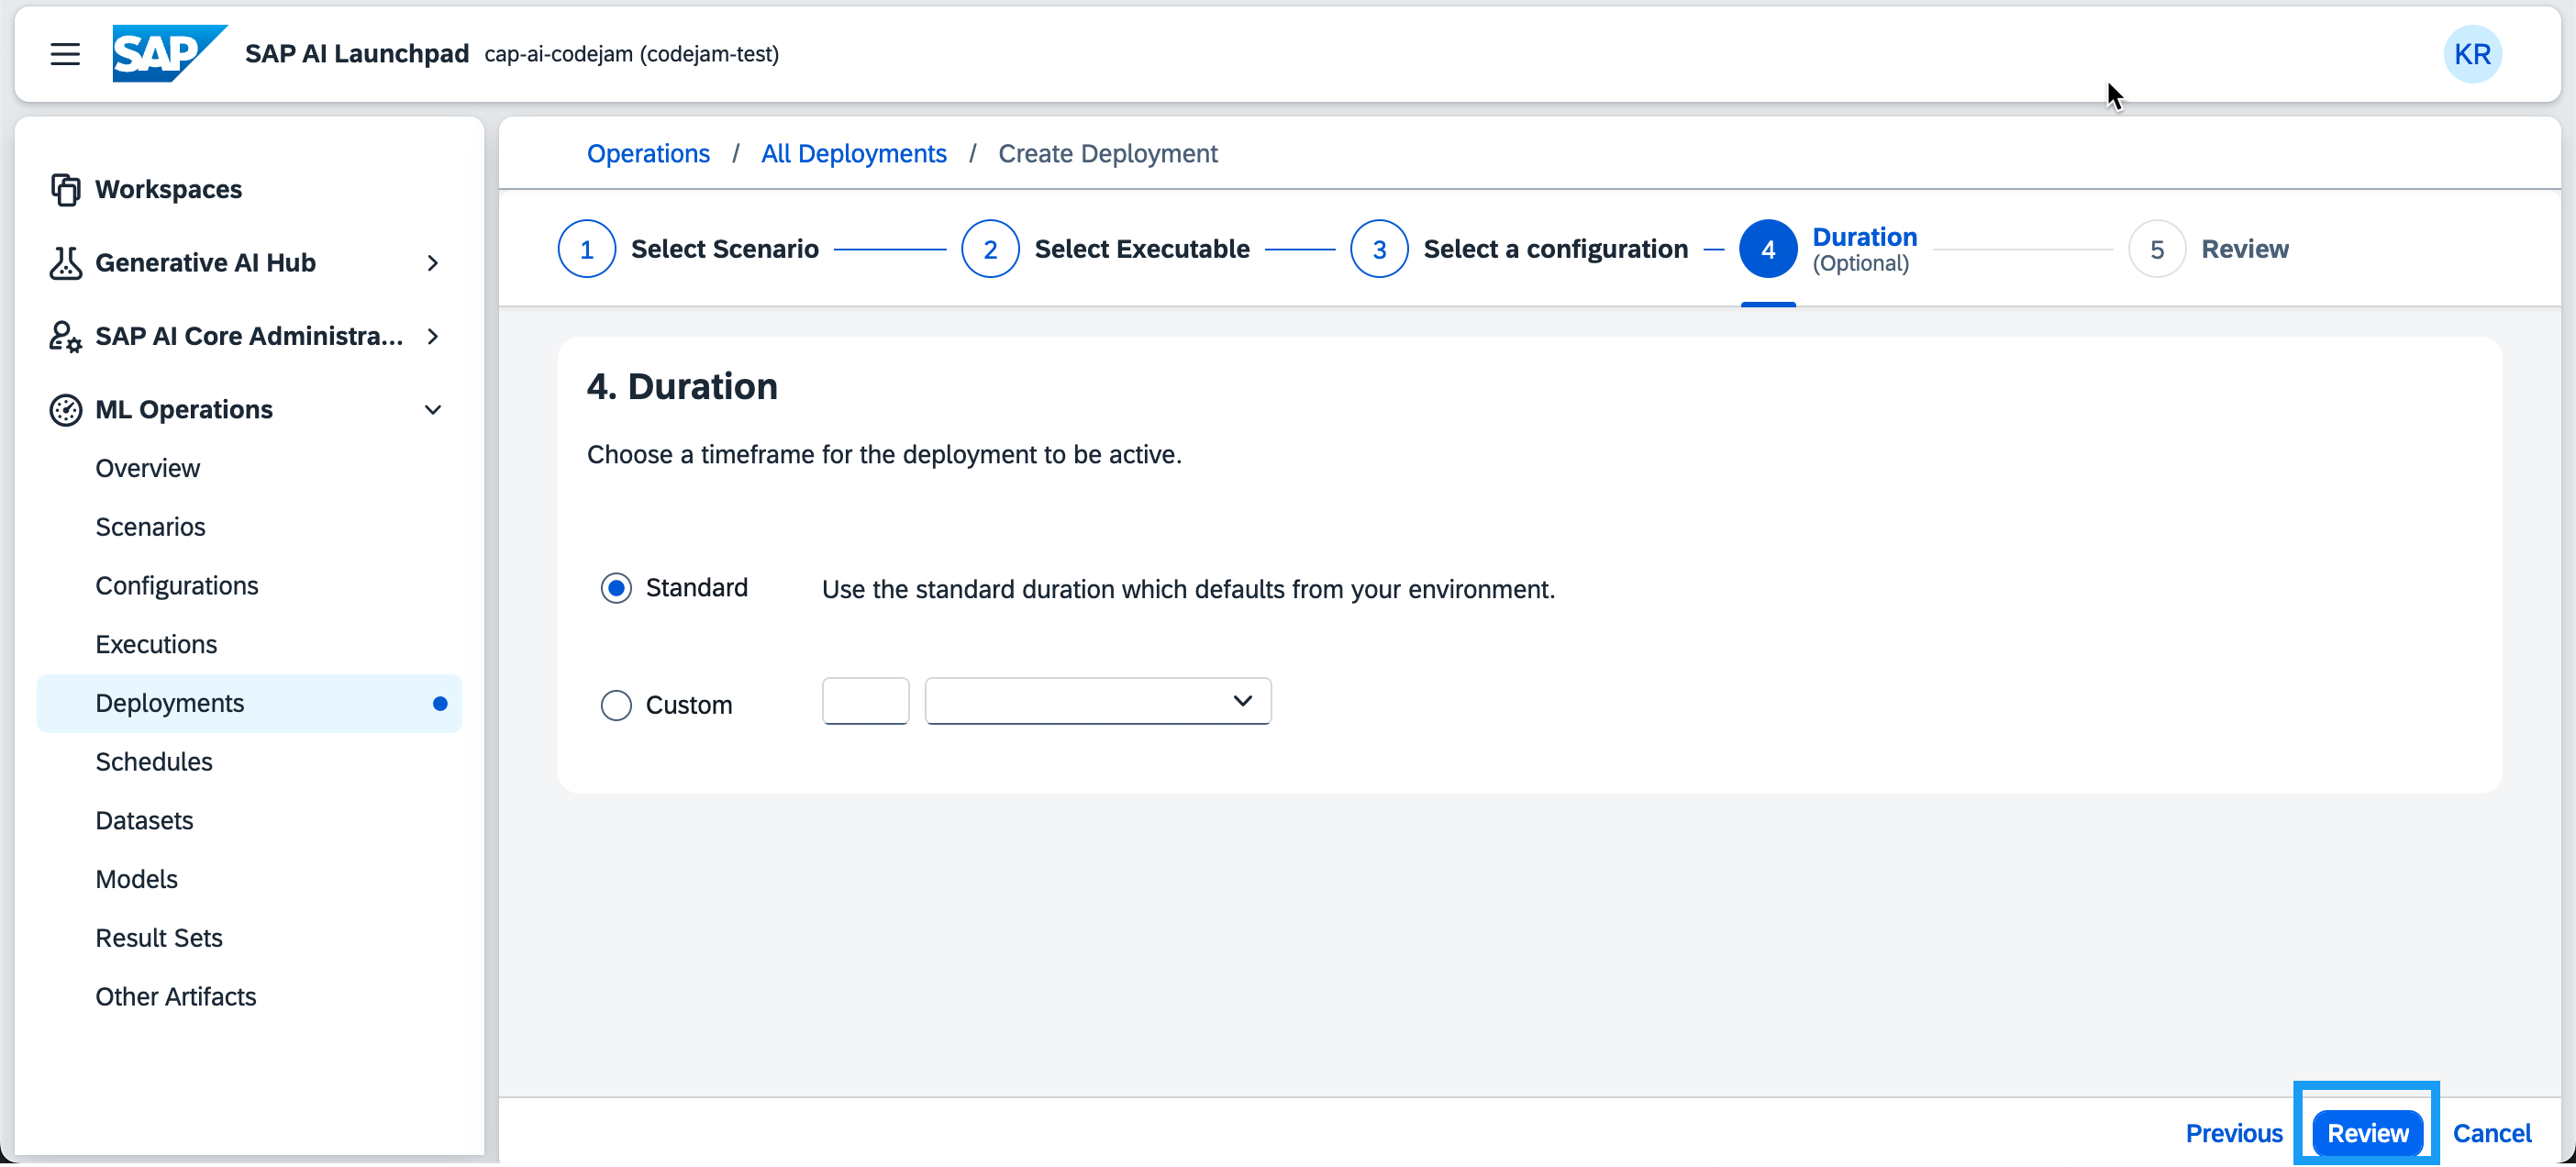 SAP SAP AI Launchpad cap-ai-codejam (codejam-test) KR
Workspaces
Generative AI Hub
SAP AI Core Administra...
ML Operations
Overview
Scenarios
Configurations
Executions
Deployments
Schedules
Datasets
Models
Result Sets
Other Artifacts
Operations / All Deployments / Create Deployment
1 Select Scenario 2 Select Executable 3 Select a configuration 4 Duration 5 Review
(Optional)
4. Duration
Choose a timeframe for the deployment to be active.
Standard Use the standard duration which defaults from your environment.
Custom
Previous Review Cancel